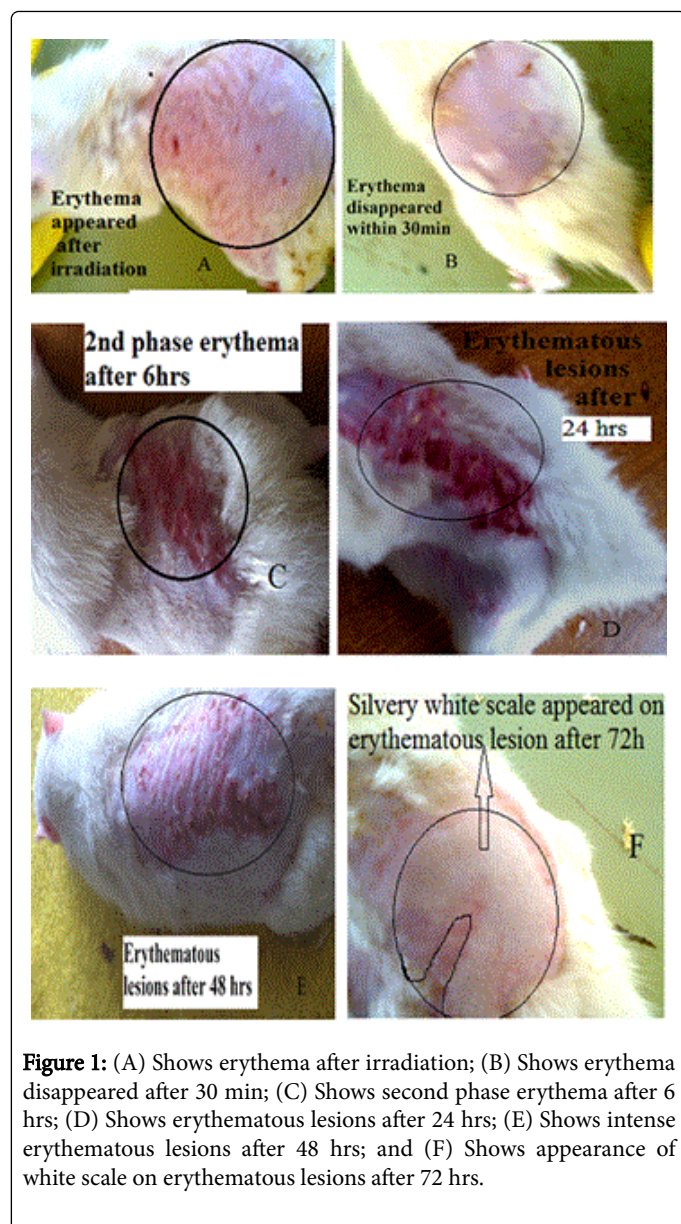 Erythema
appeared
after
irradiation
A
Erythema
disappeared
within 30min
B
2nd phase erythema
after 6hrs
C
Erythematous
lesions
after
24 hrs
D
Erythematous
lesions after 48 hrs
E
Silvery white scale appeared on
erythematous lesion after 72h
F
Figure 1: (A) Shows erythema after irradiation; (B) Shows erythema
disappeared after 30 min; (C) Shows second phase erythema after 6
hrs; (D) Shows erythematous lesions after 24 hrs; (E) Shows intense
erythematous lesions after 48 hrs; and (F) Shows appearance of
white scale on erythematous lesions after 72 hrs.